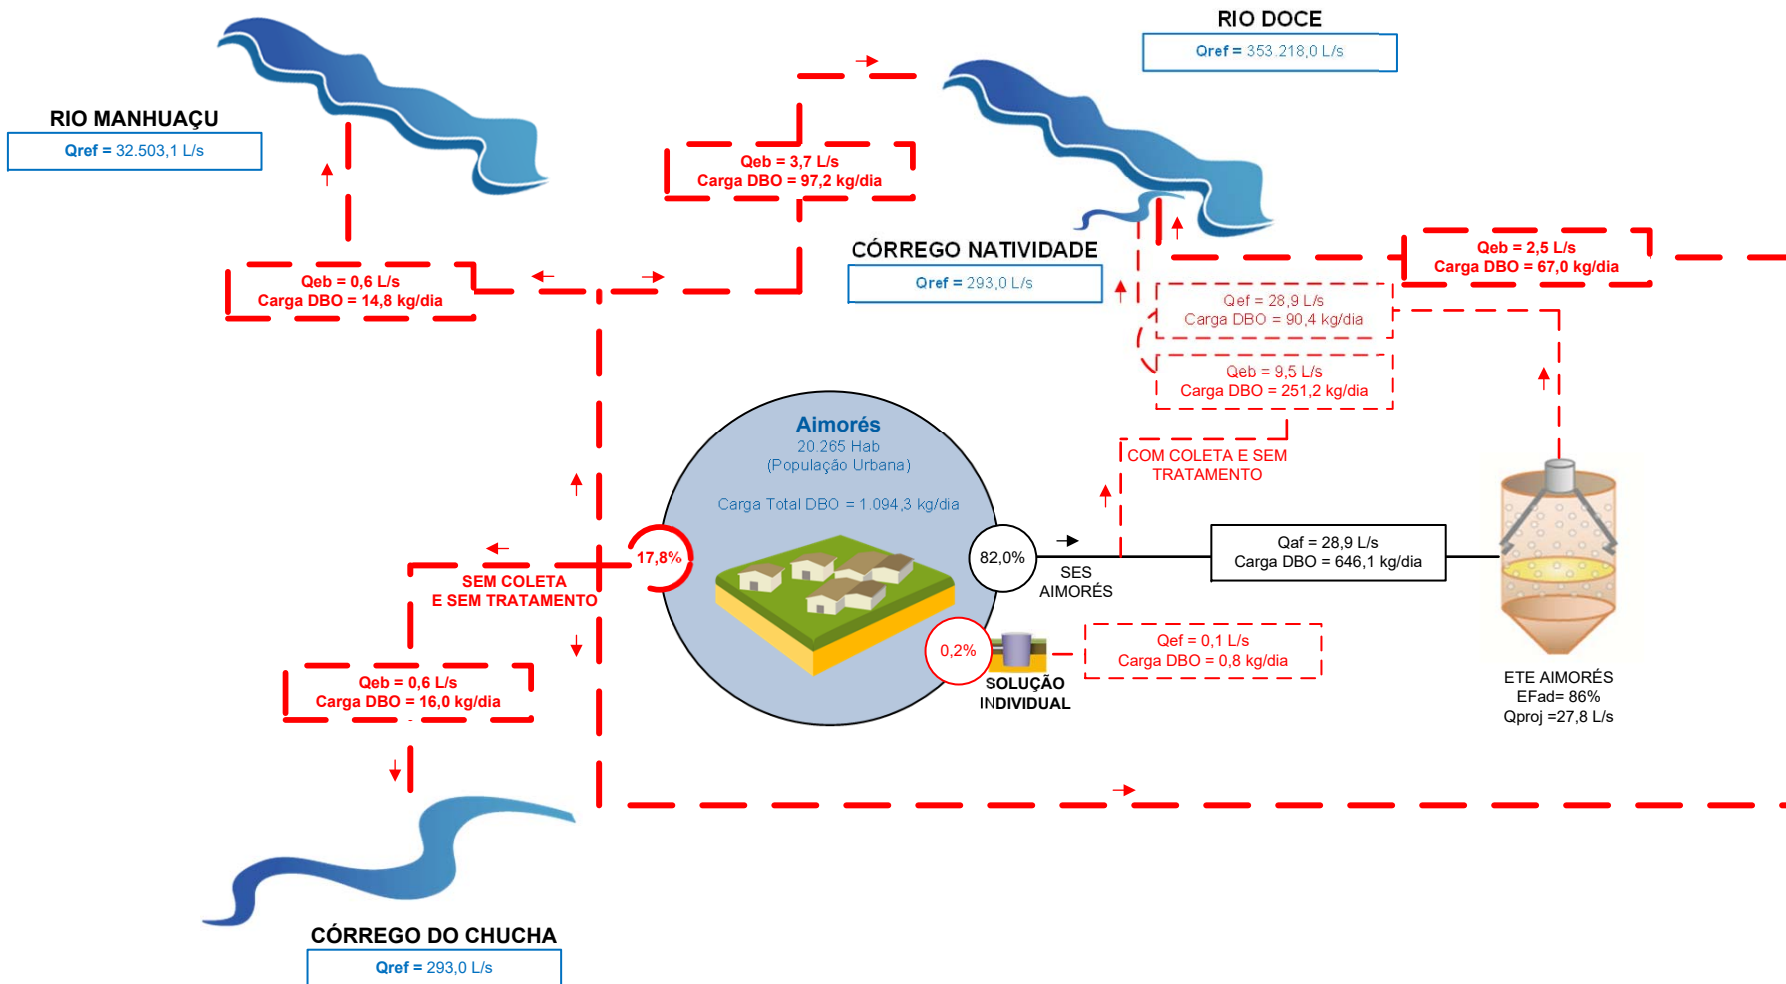 RIO DOCE
Qref = 353.218,0 L/s
RIO MANHUAÇU
Qref = 32.503,1 L/s
Qeb = 3,7 L/s
Carga DBO = 97,2 kg/dia
CÓRREGO NATIVIDADE
Qref = 293,0 L/s
Qeb = 2,5 L/s
Carga DBO = 67,0 kg/dia
Qeb = 0,6 L/s
Carga DBO = 14,8 kg/dia
Qef = 28,9 L/s
Carga DBO = 90,4 kg/dia
Qeb = 9,5 L/s
Carga DBO = 251,2 kg/dia
Aimorés
20.265 Hab
(População Urbana)
Carga Total DBO = 1.094,3 kg/dia
COM COLETA E SEM
TRATAMENTO
17,8%
82,0%
SES
AIMORÉS
Qaf = 28,9 L/s
Carga DBO = 646,1 kg/dia
SEM COLETA
E SEM TRATAMENTO
0,2%
SOLUÇÃO
INDIVIDUAL
Qef = 0,1 L/s
Carga DBO = 0,8 kg/dia
ETE AIMORÉS
EFad= 86%
Qproj =27,8 L/s
Qeb = 0,6 L/s
Carga DBO = 16,0 kg/dia
CÓRREGO DO CHUCHA
Qref = 293,0 L/s